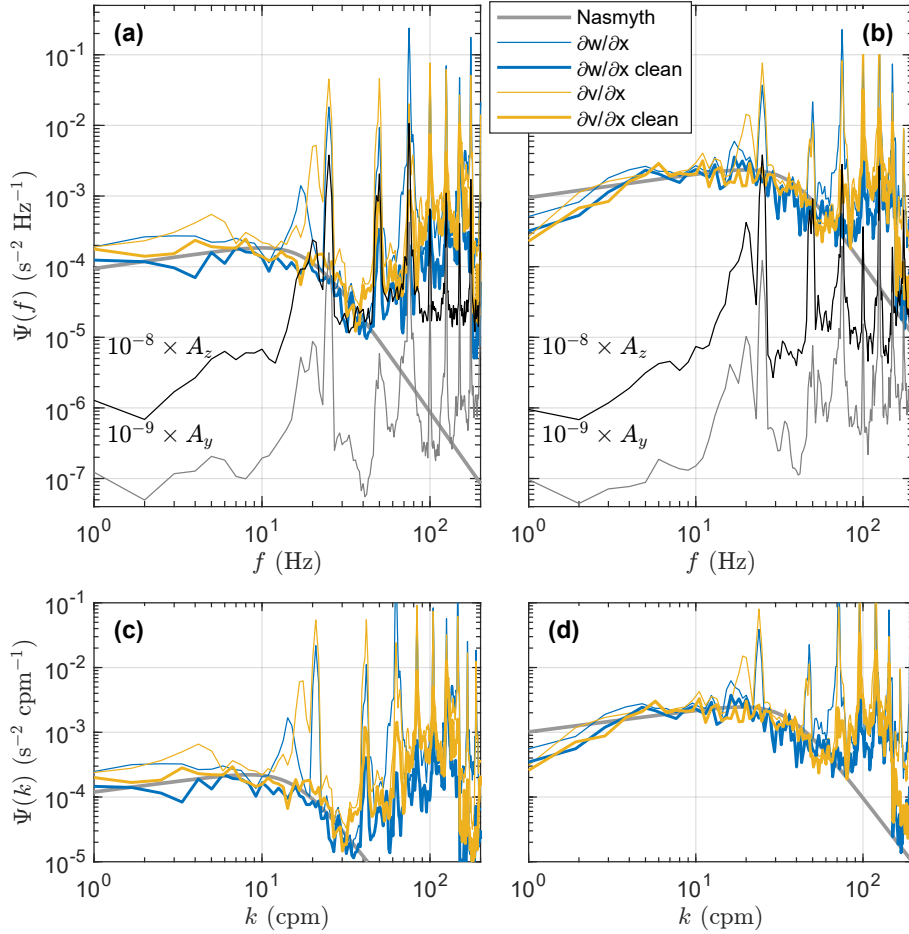 Nasmyth
∂w/∂x
∂w/∂x clean
∂v/∂x
∂v/∂x clean
(a)
10⁻¹
10⁻²
10⁻³
10⁻⁴
10⁻⁵
10⁻⁶
10⁻⁷
Ψ(f) (s⁻² Hz⁻¹)
10⁻⁸ × A_z
10⁻⁹ × A_y
10⁰ 10¹ 10²
f (Hz)
(b)
10⁻⁸ × A_z
10⁻⁹ × A_y
10⁰ 10¹ 10²
f (Hz)
(c)
10⁻¹
10⁻²
10⁻³
10⁻⁴
10⁻⁵
Ψ(k) (s⁻² cpm⁻¹)
10⁰ 10¹ 10²
k (cpm)
(d)
10⁰ 10¹ 10²
k (cpm)